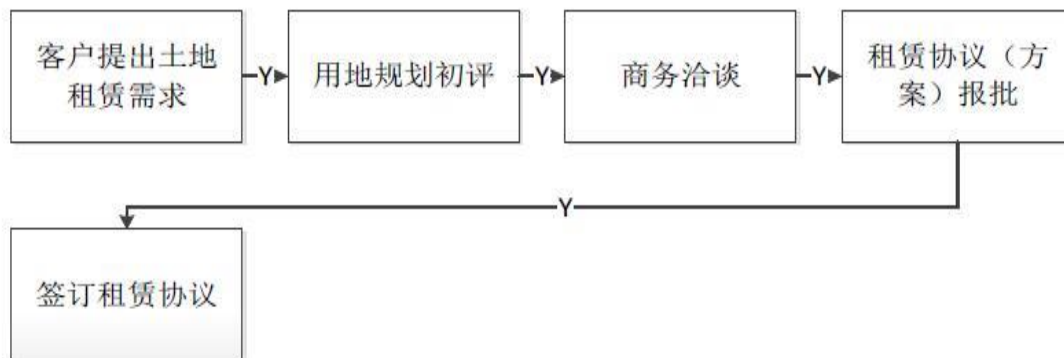 客户提出土地
租赁需求
Y
用地规划初评
Y
商务洽谈
Y
租赁协议（方
案）报批
Y
签订租赁协议